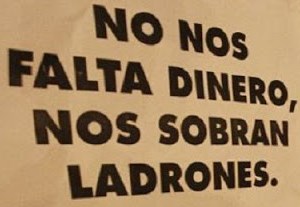 NO NOS
FALTA DINERO,
NOS SOBRAN
LADRONES.